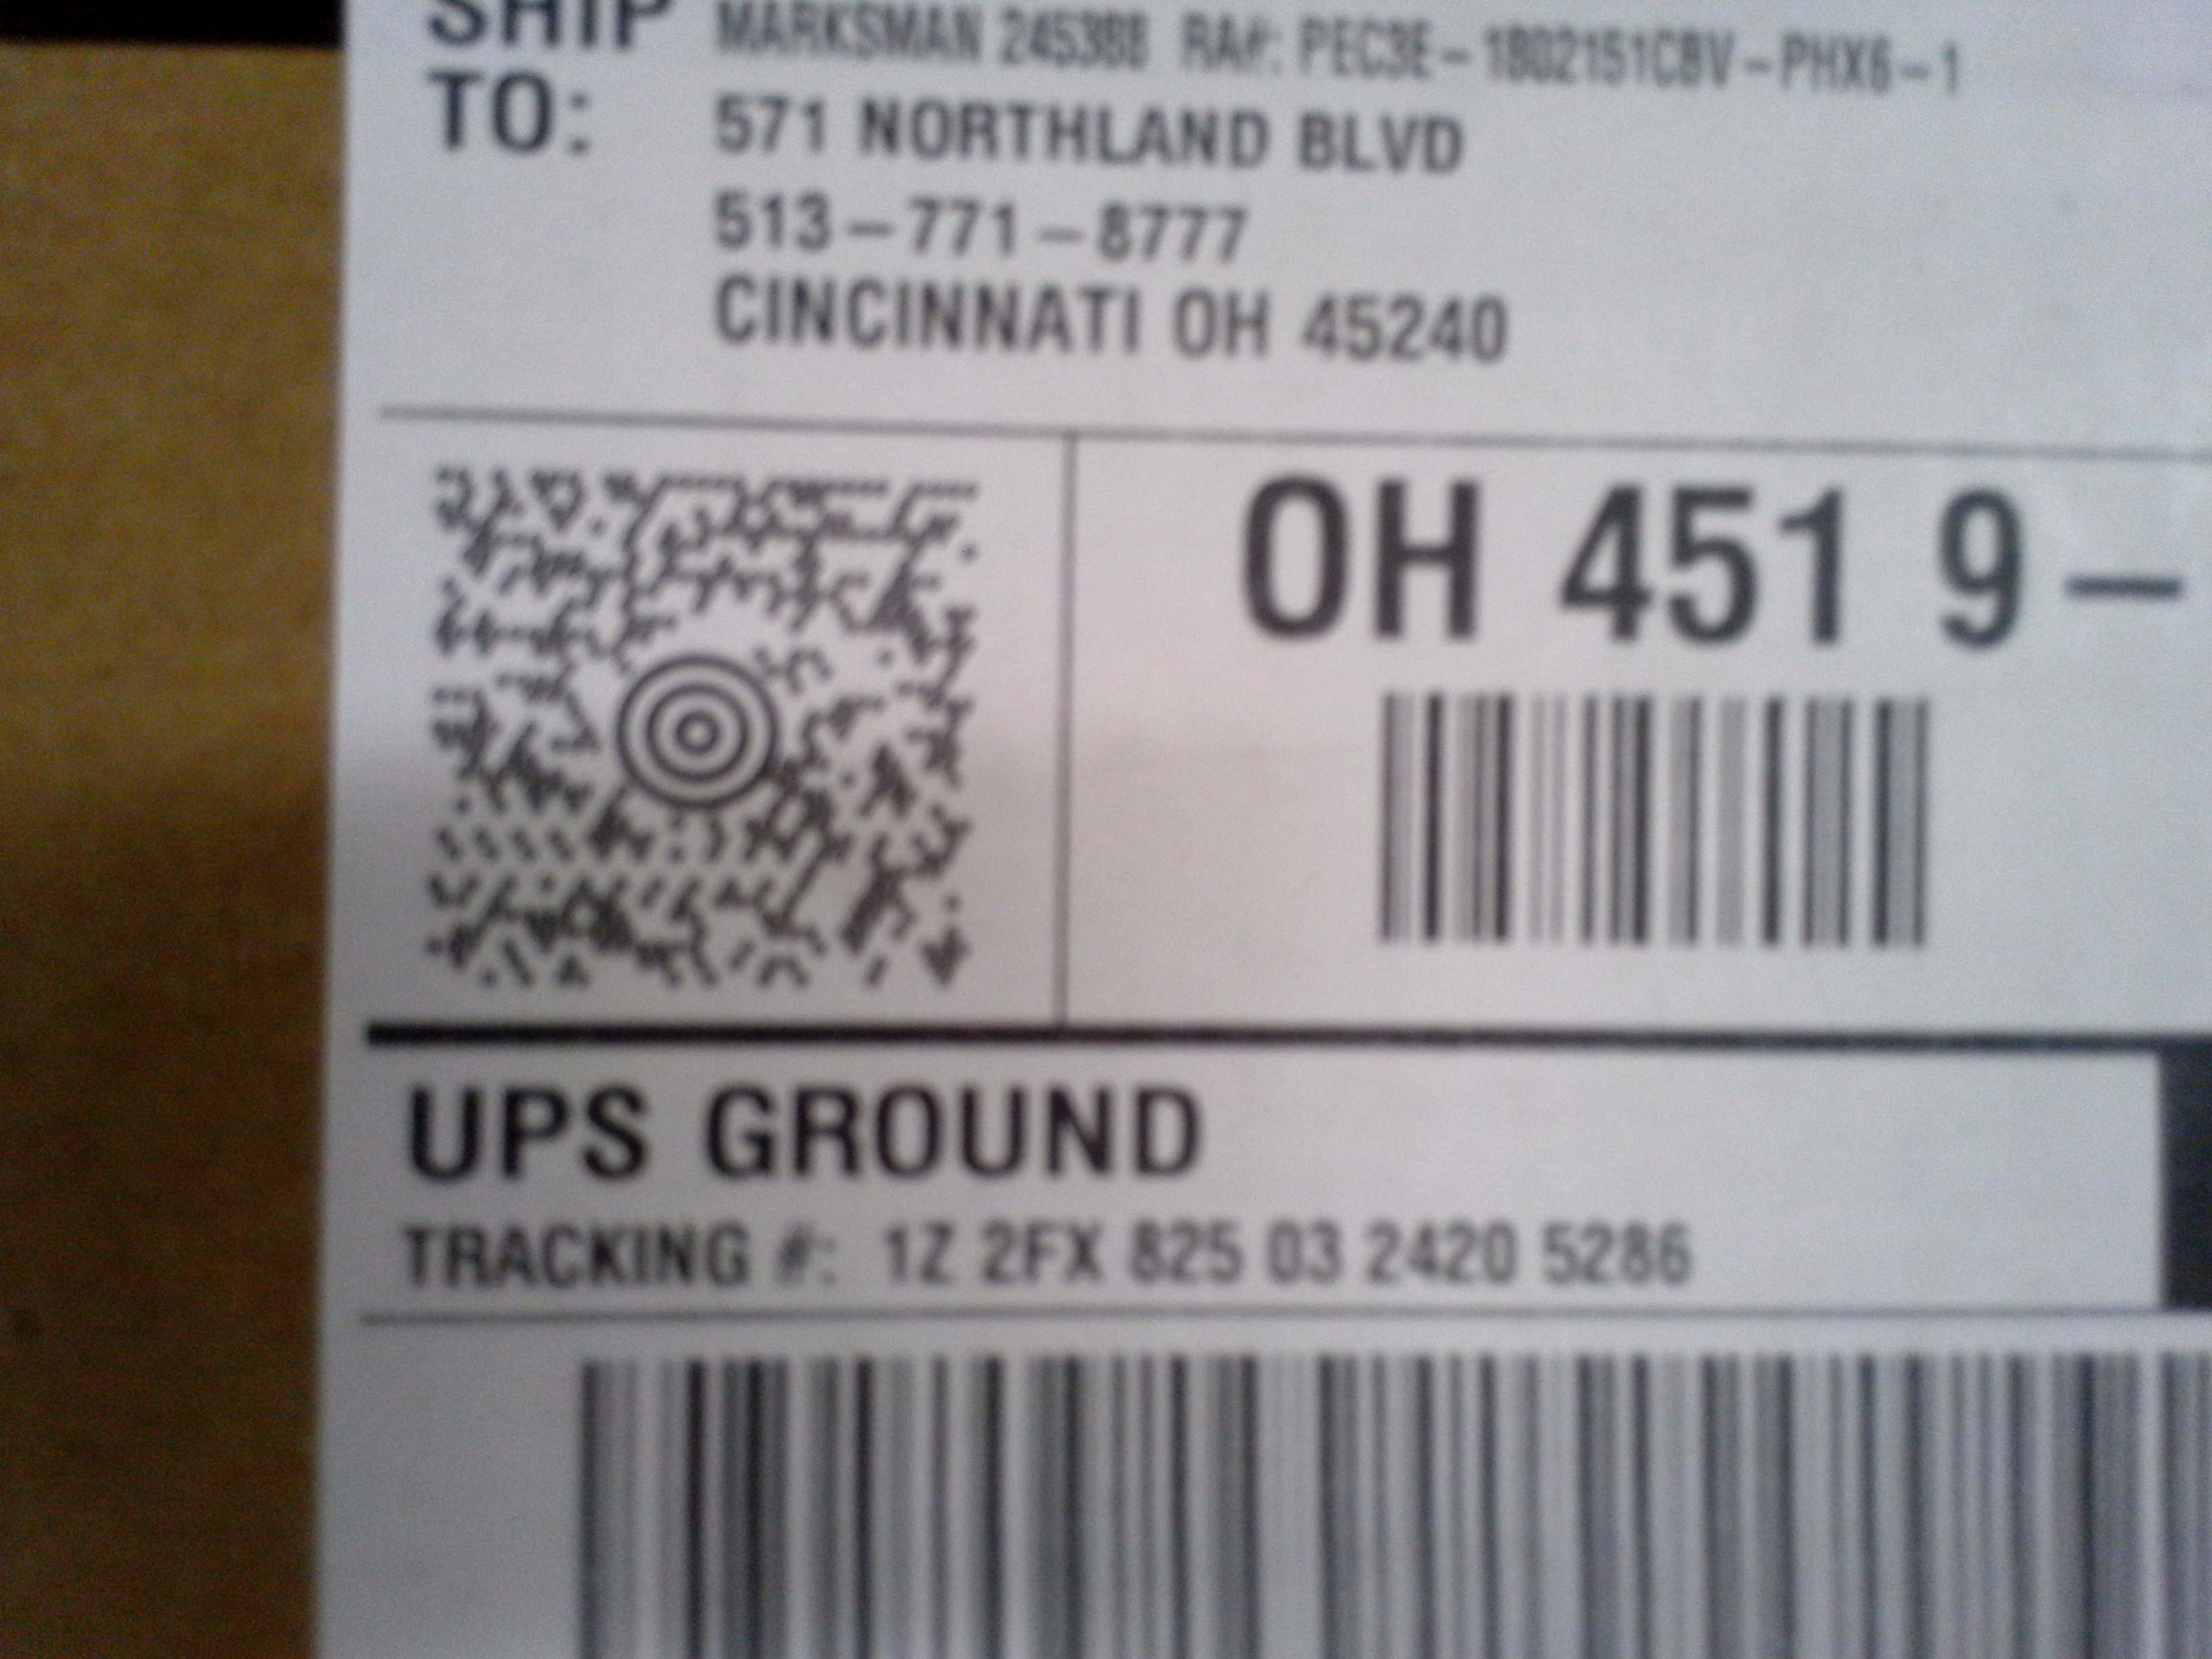 SHIP MARKSMAN 245388 RA#: PEC3E-1802151CBV-PHX6-1
TO: 571 NORTHLAND BLVD
513-771-8777
CINCINNATI OH 45240
OH 451 9-
UPS GROUND
TRACKING #: 1Z 2FX 825 03 2420 5286